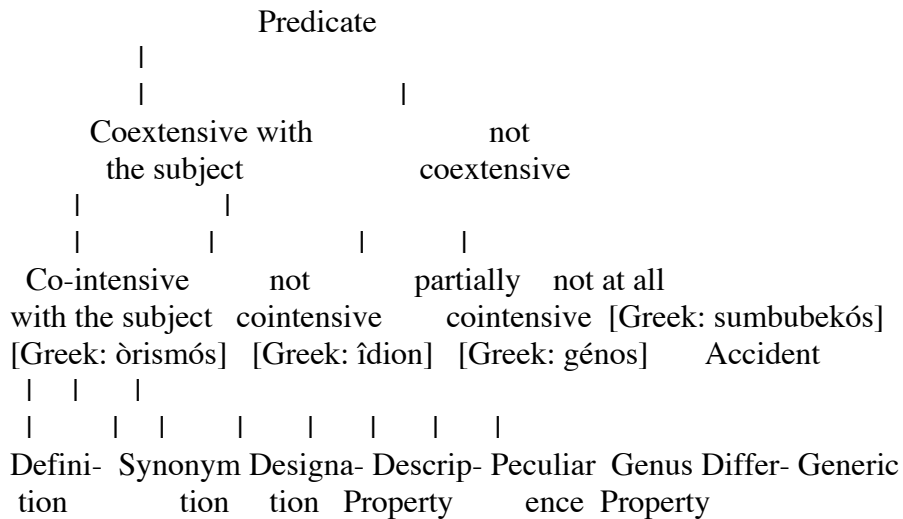 Predicate
|
| |
Coextensive with not
the subject coextensive
| |
| | | |
Co-intensive not partially not at all
with the subject cointensive cointensive [Greek: sumbubekós]
[Greek: òrismós] [Greek: îdion] [Greek: génos] Accident
| | |
| | | | | | | |
Defini- Synonym Designa- Descrip- Peculiar Genus Differ- Generic
tion tion tion Property ence Property